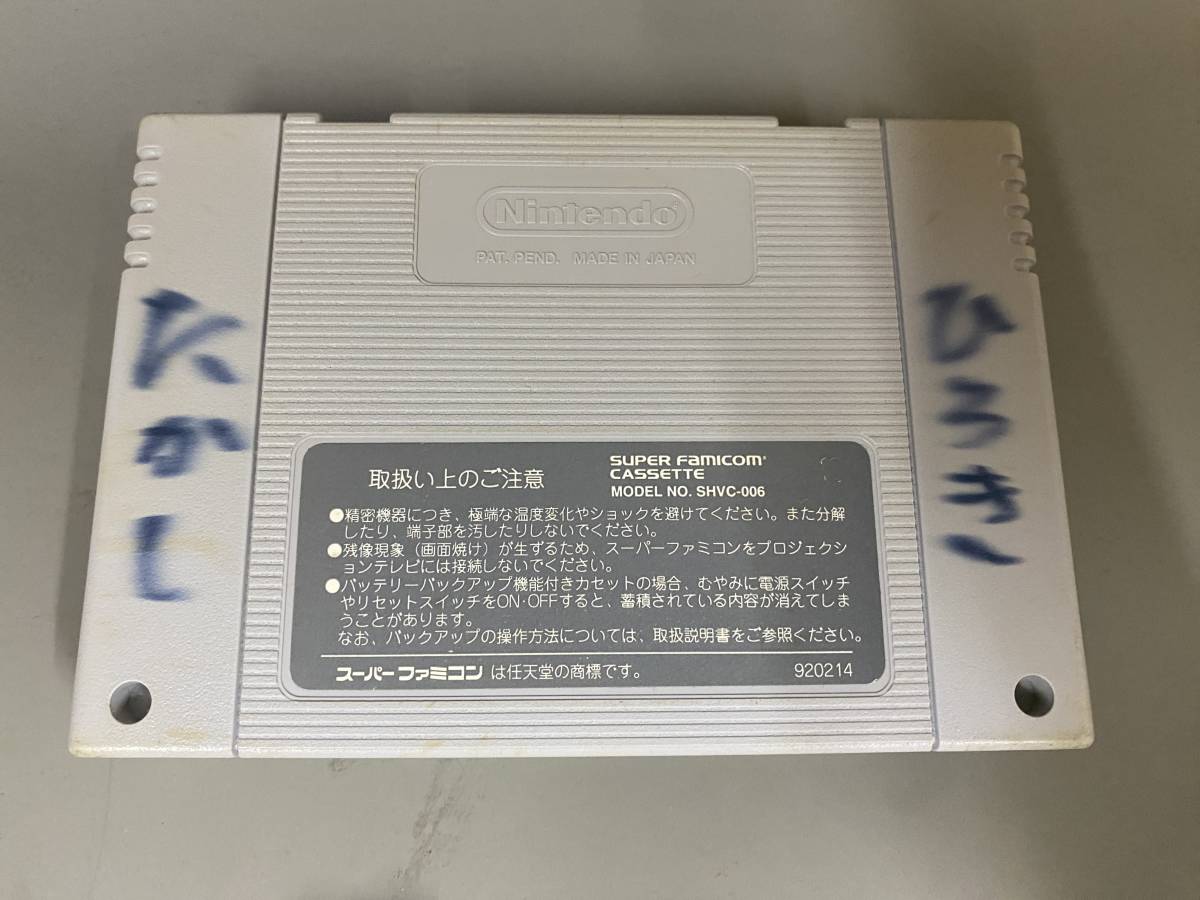 Nintendo®
PAT. PEND. MADE IN JAPAN
たかし
ひろき
取扱い上のご注意
SUPER FAMICOM®
CASSETTE
MODEL NO. SHVC-006
●精密機器につき、極端な温度変化やショックを避けてください。また分解
したり、端子部を汚したりしないでください。
●残像現象（画面焼け）が生ずるため、スーパーファミコンをプロジェクシ
ョンテレビには接続しないでください。
●バッテリーバックアップ機能付きカセットの場合、むやみに電源スイッチ
やリセットスイッチをON・OFFすると、蓄積されている内容が消えてしま
うことがあります。
なお、バックアップの操作方法については、取扱説明書をご参照ください。
スーパーファミコンは任天堂の商標です。 920214